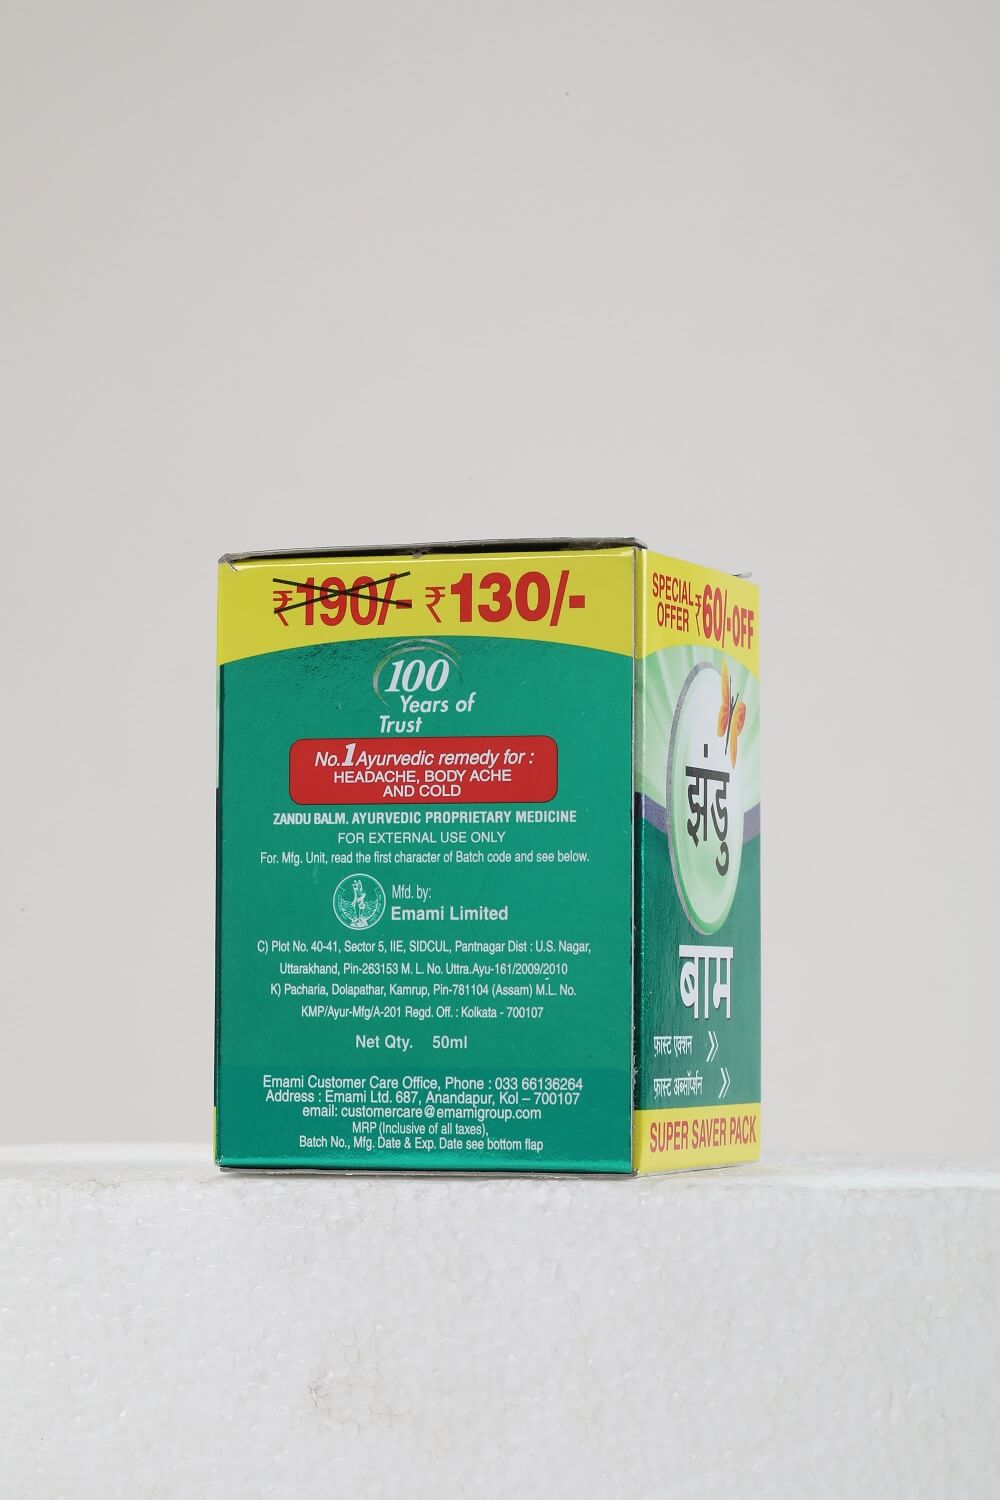 ₹190/- ₹130/-
100
Years of
Trust
No.1 Ayurvedic remedy for :
HEADACHE, BODY ACHE
AND COLD
ZANDU BALM. AYURVEDIC PROPRIETARY MEDICINE
FOR EXTERNAL USE ONLY
For. Mfg. Unit, read the first character of Batch code and see below.
Mfd. by:
Emami Limited
C) Plot No. 40-41, Sector 5, IIE, SIDCUL, Pantnagar Dist : U.S. Nagar,
Uttarakhand, Pin-263153 M. L. No. Uttra.Ayu-161/2009/2010
K) Pacharia, Dolapathar, Kamrup, Pin-781104 (Assam) M.L. No.
KMP/Ayur-Mfg/A-201 Regd. Off. : Kolkata - 700107
Net Qty. 50ml
Emami Customer Care Office, Phone : 033 66136264
Address : Emami Ltd. 687, Anandapur, Kol – 700107
email: customercare@emamigroup.com
MRP (Inclusive of all taxes),
Batch No., Mfg. Date & Exp. Date see bottom flap
SPECIAL
OFFER ₹60/-OFF
झंडु
बाम
फ़ास्ट एक्शन
फ़ास्ट अब्सॉर्प्शन
SUPER SAVER PACK